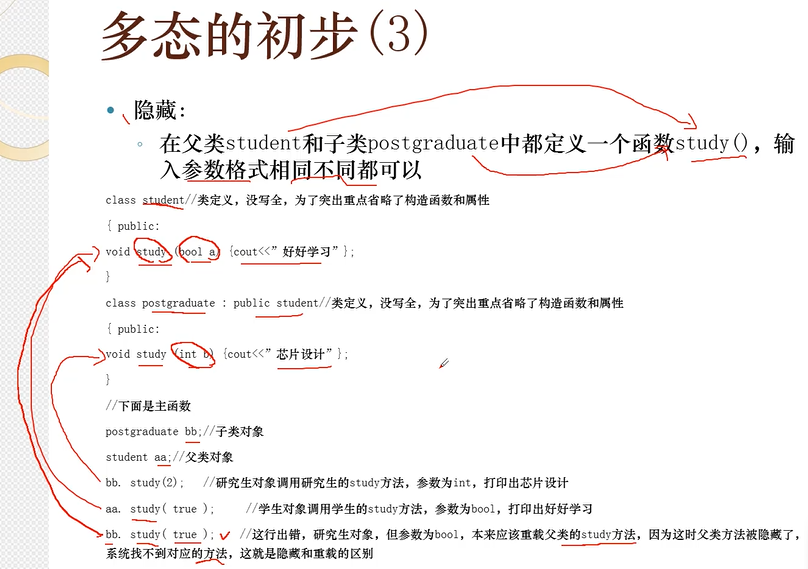 多态的初步(3)
隐藏:
在父类student和子类postgraduate中都定义一个函数study(),输
入参数格式相同不同都可以
class student//类定义,没写全,为了突出重点省略了构造函数和属性
{ public:
void study (bool a) {cout<<”好好学习”};
}
class postgraduate : public student//类定义,没写全,为了突出重点省略了构造函数和属性
{ public:
void study (int b) {cout<<”芯片设计”};
}
//下面是主函数
postgraduate bb;//子类对象
student aa;//父类对象
bb. study(2); //研究生对象调用研究生的study方法,参数为int,打印出芯片设计
aa. study( true ); //学生对象调用学生的study方法,参数为bool,打印出好好学习
bb. study( true ); //这行出错,研究生对象,但参数为bool,本来应该重载父类的study方法,因为这时父类方法被隐藏了,
系统找不到对应的方法,这就是隐藏和重载的区别